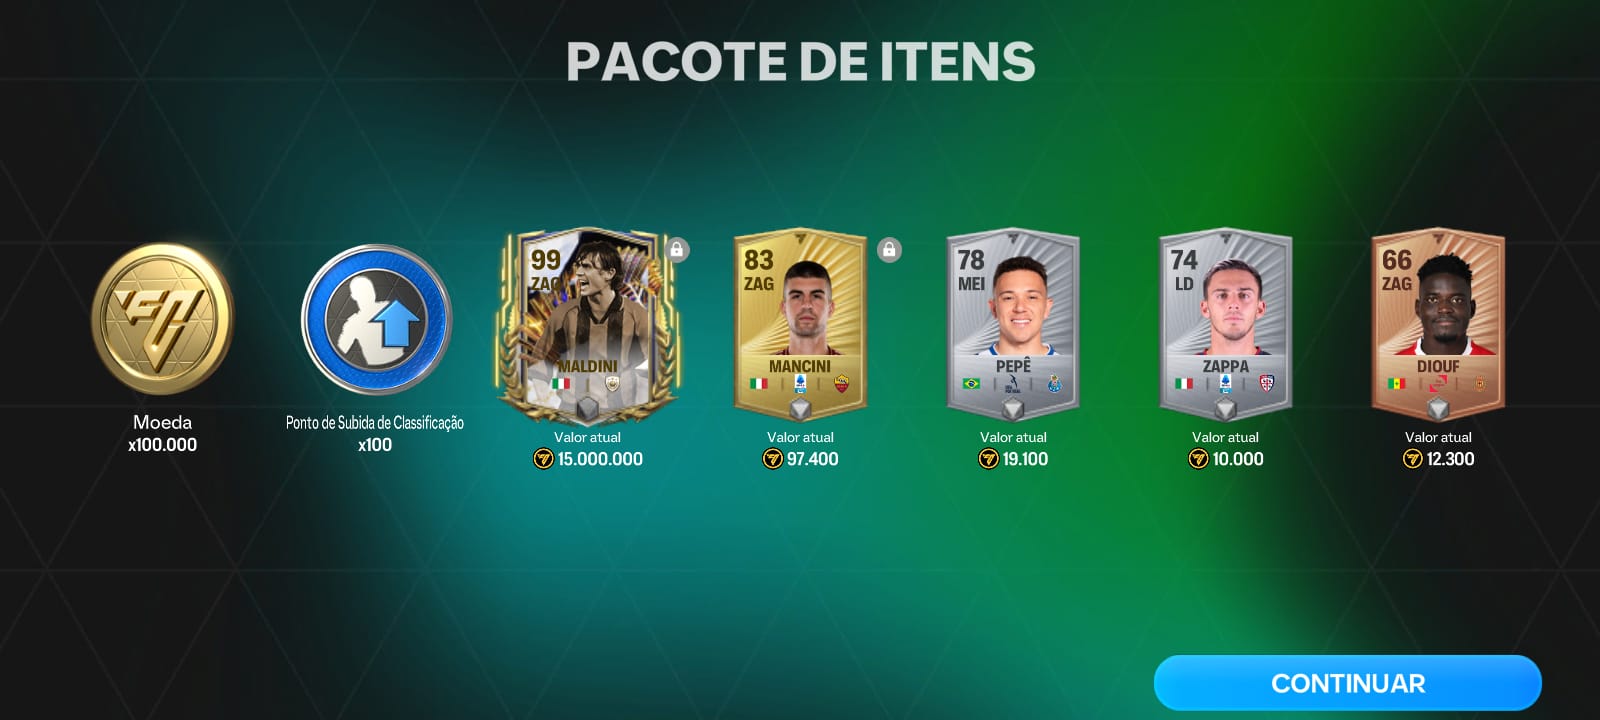 PACOTE DE ITENS
Moeda
x100.000
Ponto de Subida de Classificação
x100
99
ZAG
MALDINI
Valor atual
15.000.000
83
ZAG
MANCINI
Valor atual
97.400
78
MEI
PEPÊ
Valor atual
19.100
74
LD
ZAPPA
Valor atual
10.000
66
ZAG
DIOUF
Valor atual
12.300
CONTINUAR